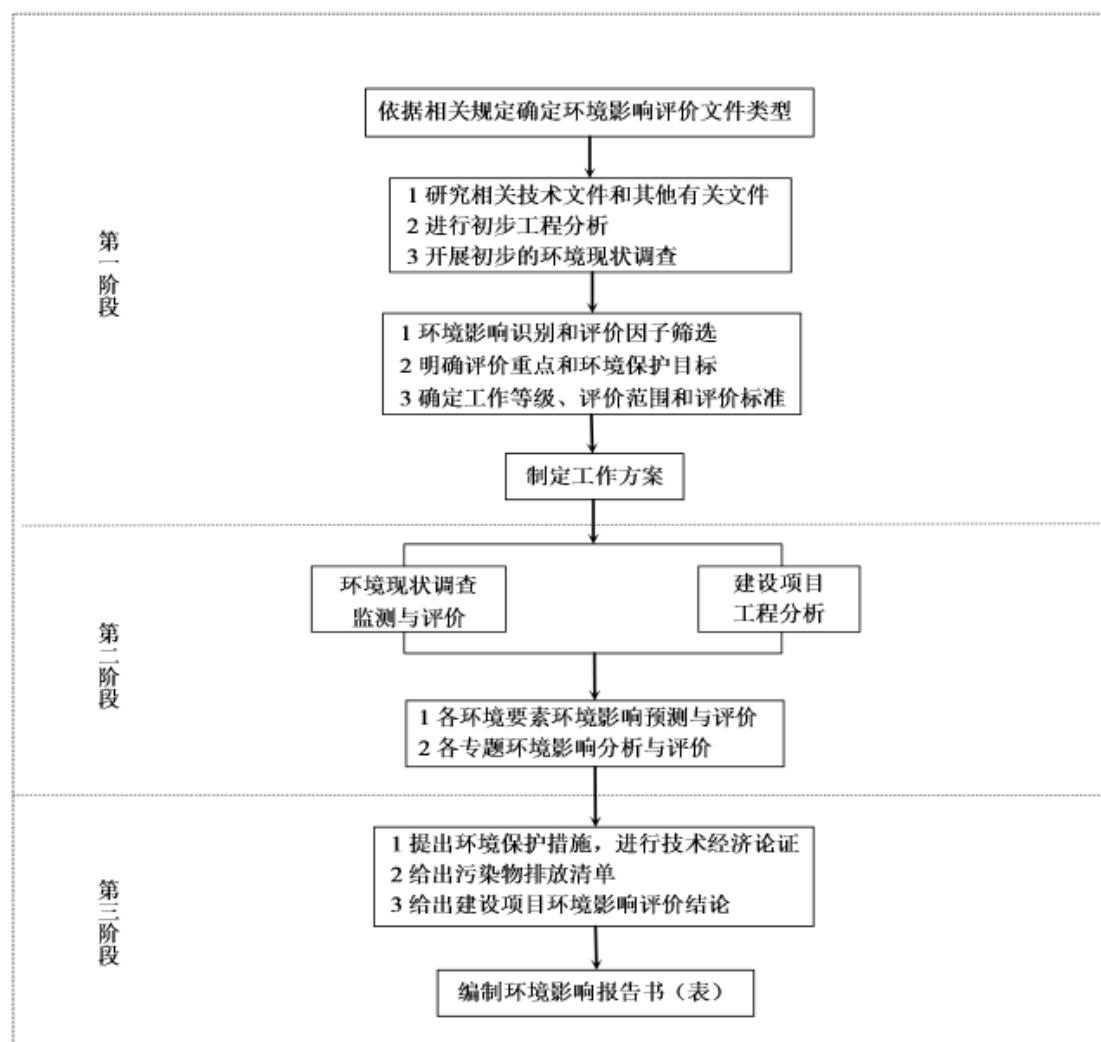 依据相关规定确定环境影响评价文件类型
1 研究相关技术文件和其他有关文件
2 进行初步工程分析
3 开展初步的环境现状调查
第一阶段
1 环境影响识别和评价因子筛选
2 明确评价重点和环境保护目标
3 确定工作等级、评价范围和评价标准
制定工作方案
环境现状调查
监测与评价
建设项目
工程分析
第二阶段
1 各环境要素环境影响预测与评价
2 各专题环境影响分析与评价
1 提出环境保护措施，进行技术经济论证
2 给出污染物排放清单
3 给出建设项目环境影响评价结论
第三阶段
编制环境影响报告书（表）